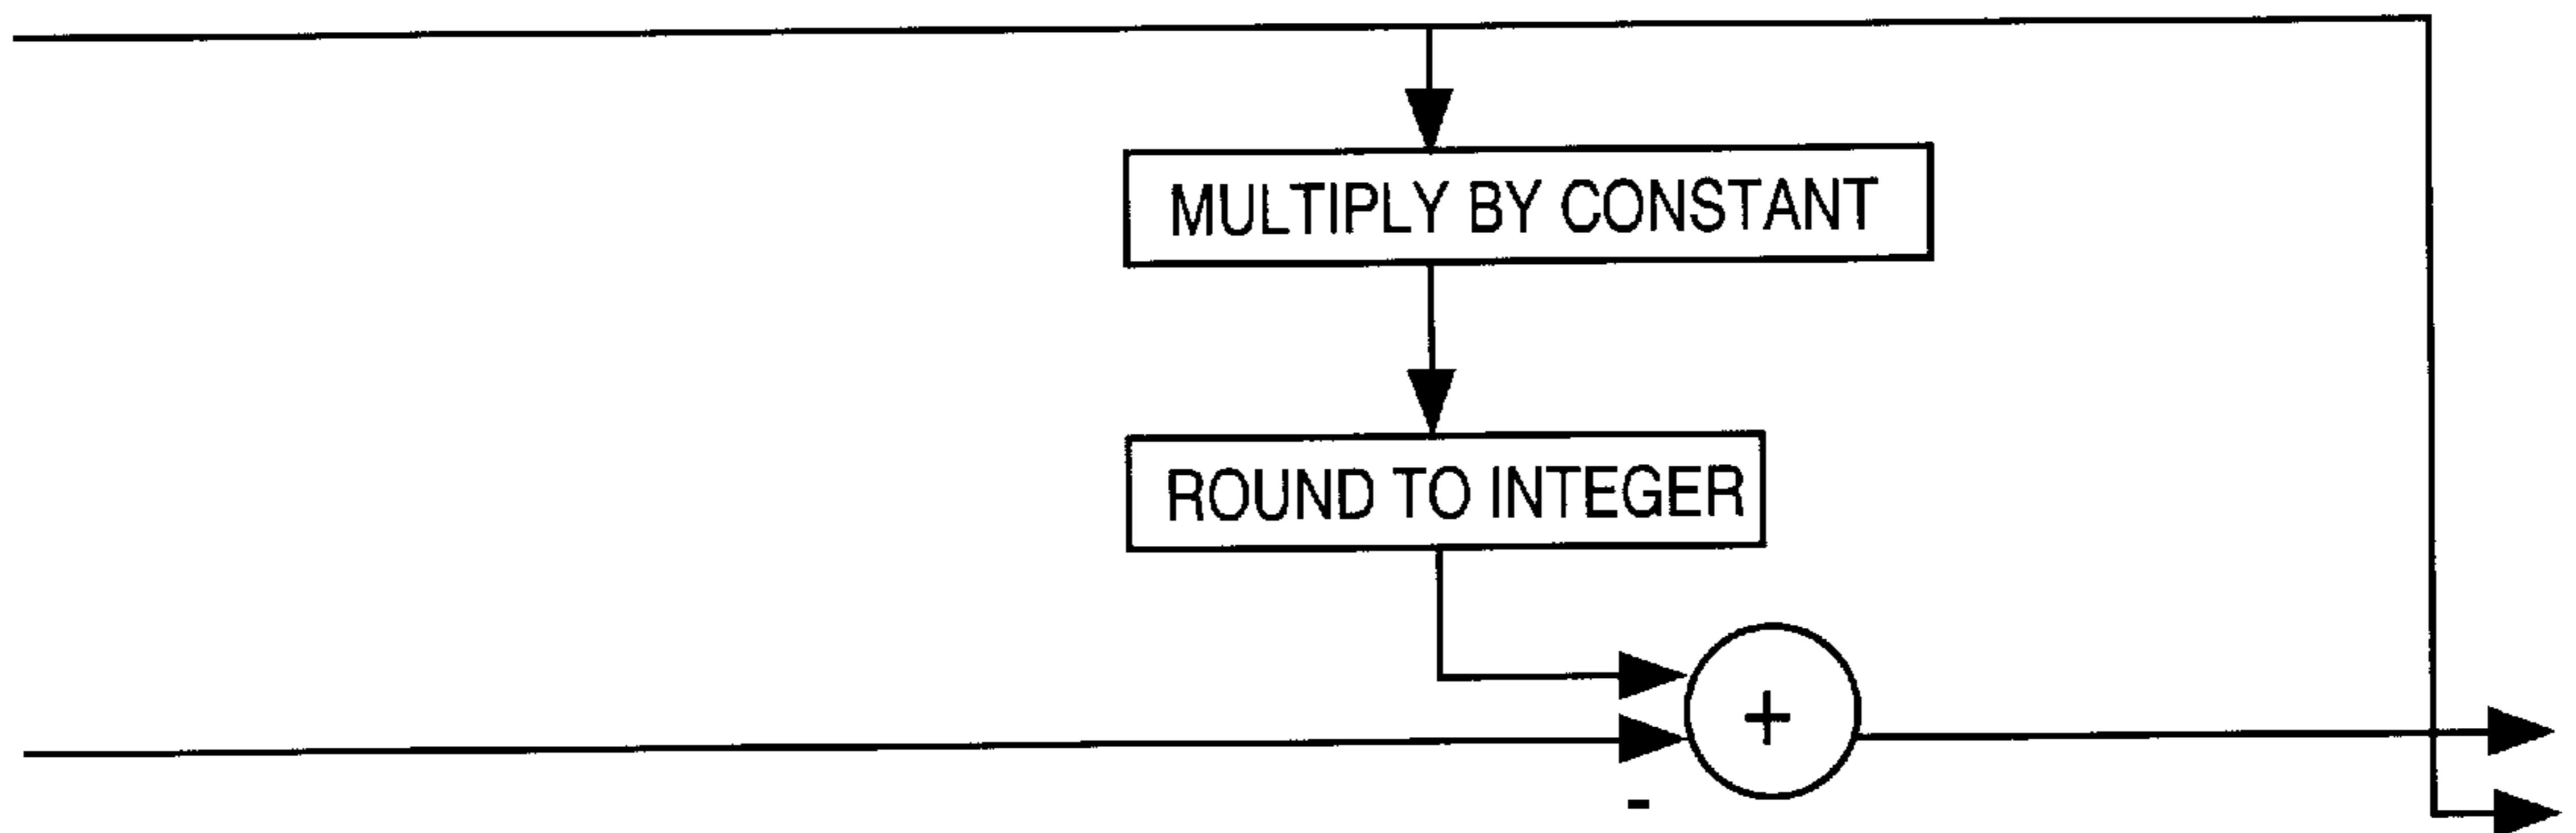 MULTIPLY BY CONSTANT
ROUND TO INTEGER
+
-